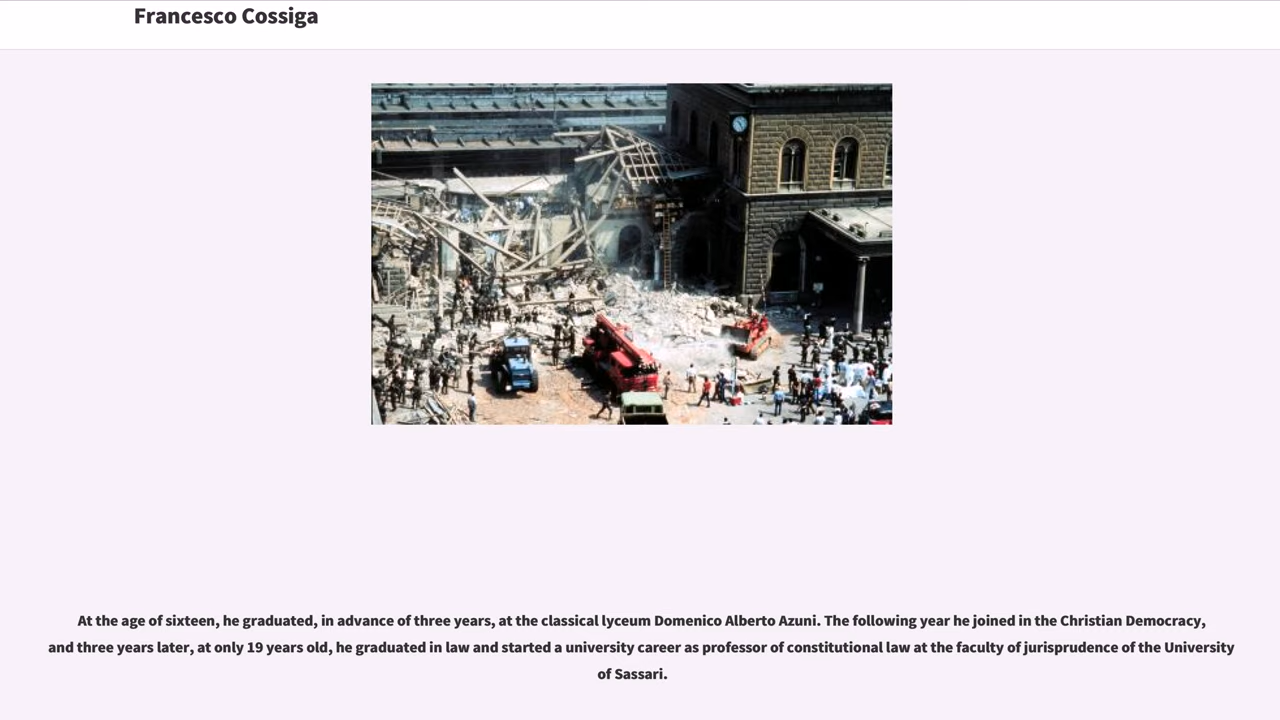 Francesco Cossiga
At the age of sixteen, he graduated, in advance of three years, at the classical lyceum Domenico Alberto Azuni. The following year he joined in the Christian Democracy,
and three years later, at only 19 years old, he graduated in law and started a university career as professor of constitutional law at the faculty of jurisprudence of the University
of Sassari.